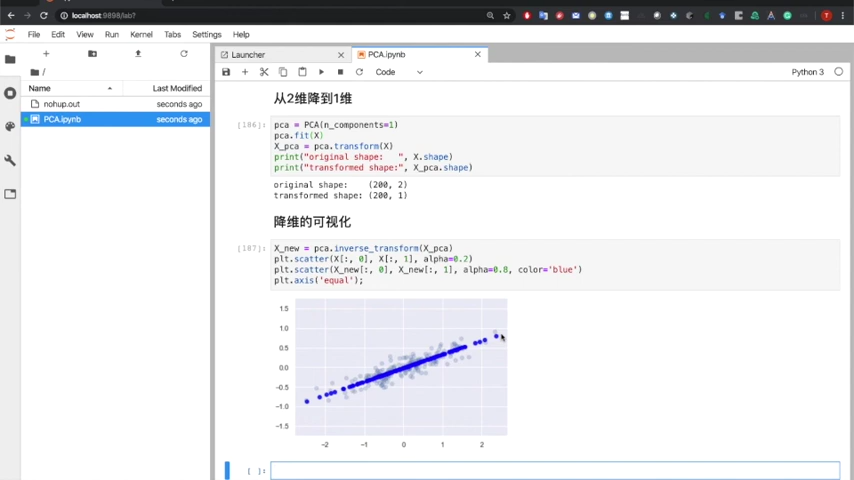 localhost:9898/lab?
File Edit View Run Kernel Tabs Settings Help
Launcher
PCA.ipynb
Code
Python 3
/
Name
Last Modified
nohup.out
seconds ago
PCA.ipynb
seconds ago
从2维降到1维
[186]:
pca = PCA(n_components=1)
pca.fit(X)
X_pca = pca.transform(X)
print("original shape:   ", X.shape)
print("transformed shape:", X_pca.shape)
original shape:    (200, 2)
transformed shape: (200, 1)
降维的可视化
[187]:
X_new = pca.inverse_transform(X_pca)
plt.scatter(X[:, 0], X[:, 1], alpha=0.2)
plt.scatter(X_new[:, 0], X_new[:, 1], alpha=0.8, color='blue')
plt.axis('equal');
1.5
1.0
0.5
0.0
−0.5
−1.0
−1.5
−2 −1 0 1 2
[ ]: